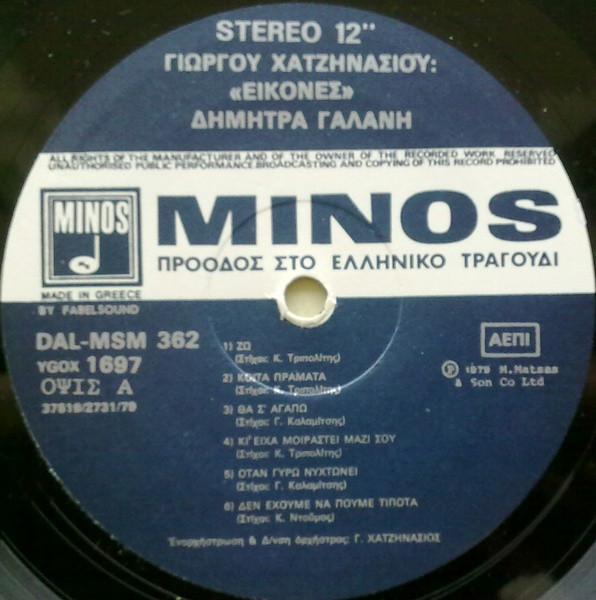 STEREO 12"
ΓΙΩΡΓΟΥ ΧΑΤΖΗΝΑΣΙΟΥ:
«ΕΙΚΟΝΕΣ»
ΔΗΜΗΤΡΑ ΓΑΛΑΝΗ
ALL RIGHTS OF THE MANUFACTURER AND OF THE OWNER OF THE RECORDED WORK RESERVED
UNAUTHORISED PUBLIC PERFORMANCE BROADCASTING AND COPYING OF THIS RECORD PROHIBITED
MINOS
MINOS
ΠΡΟΟΔΟΣ ΣΤΟ ΕΛΛΗΝΙΚΟ ΤΡΑΓΟΥΔΙ
MADE IN GREECE
BY FABELSOUND
DAL-MSM 362
YGOX 1697
ΟΨΙΣ Α
37616/2731/79
ΑΕΠΙ
℗ 1979 M.Matsas
& Son Co Ltd
1) ΖΩ
(Στίχοι: Κ. Τριπολίτης)
2) ΚΟΙΤΑ ΠΡΑΜΑΤΑ
(Στίχοι: Κ. Τριπολίτης)
3) ΘΑ Σ' ΑΓΑΠΩ
(Στίχοι: Γ. Καλαμίτσης)
4) ΚΙ' ΕΙΧΑ ΜΟΙΡΑΣΤΕΙ ΜΑΖΙ ΣΟΥ
(Στίχοι: Κ. Τριπολίτης)
5) ΟΤΑΝ ΓΥΡΩ ΝΥΧΤΩΝΕΙ
(Στίχοι: Γ. Καλαμίτσης)
6) ΔΕΝ ΕΧΟΥΜΕ ΝΑ ΠΟΥΜΕ ΤΙΠΟΤΑ
(Στίχοι: Κ. Ντούμος)
Ενορχήστρωση & Δ/νση ορχήστρας: Γ. ΧΑΤΖΗΝΑΣΙΟΣ